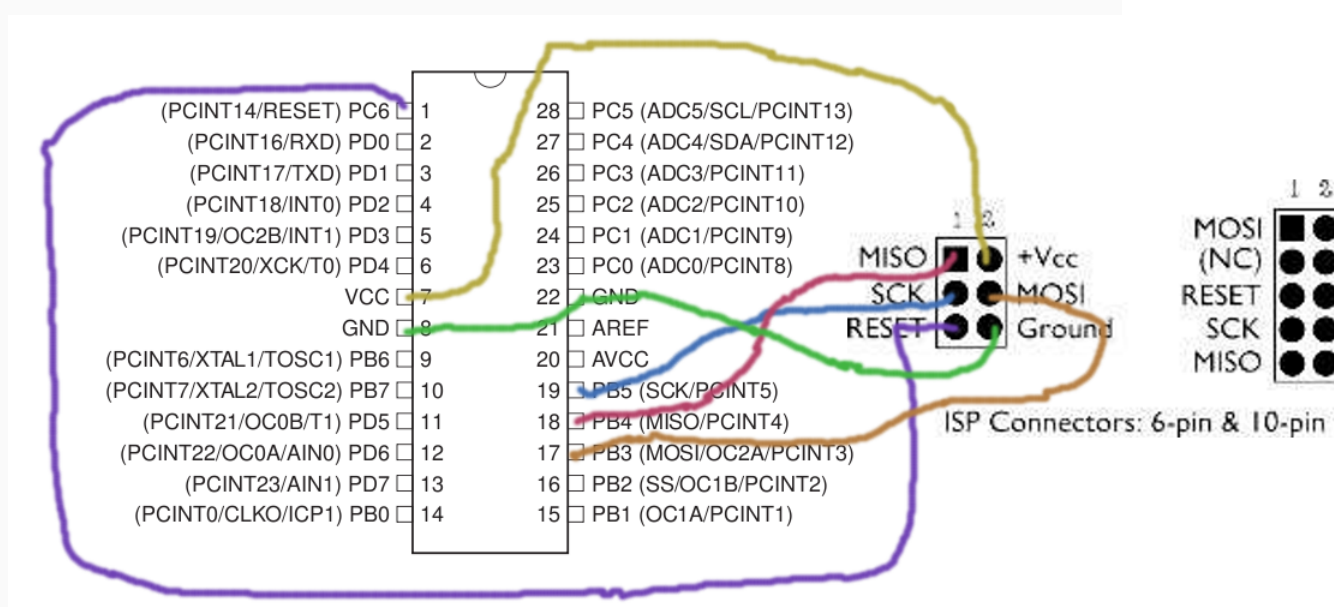 (PCINT14/RESET) PC6 1
(PCINT16/RXD) PD0 2
(PCINT17/TXD) PD1 3
(PCINT18/INT0) PD2 4
(PCINT19/OC2B/INT1) PD3 5
(PCINT20/XCK/T0) PD4 6
VCC 7
GND 8
(PCINT6/XTAL1/TOSC1) PB6 9
(PCINT7/XTAL2/TOSC2) PB7 10
(PCINT21/OC0B/T1) PD5 11
(PCINT22/OC0A/AIN0) PD6 12
(PCINT23/AIN1) PD7 13
(PCINT0/CLKO/ICP1) PB0 14
28 PC5 (ADC5/SCL/PCINT13)
27 PC4 (ADC4/SDA/PCINT12)
26 PC3 (ADC3/PCINT11)
25 PC2 (ADC2/PCINT10)
24 PC1 (ADC1/PCINT9)
23 PC0 (ADC0/PCINT8)
22 GND
21 AREF
20 AVCC
19 PB5 (SCK/PCINT5)
18 PB4 (MISO/PCINT4)
17 PB3 (MOSI/OC2A/PCINT3)
16 PB2 (SS/OC1B/PCINT2)
15 PB1 (OC1A/PCINT1)
1 2
MISO +Vcc
SCK MOSI
RESET Ground
1 2
MOSI
(NC)
RESET
SCK
MISO
ISP Connectors: 6-pin & 10-pin